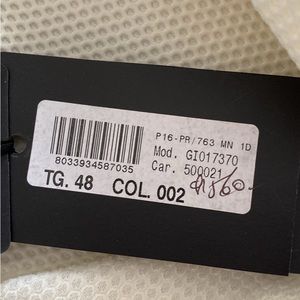 P16-PR/763 MN 1D
Mod. GI017370
Car. 500021
8033934587035
TG. 48 COL. 002